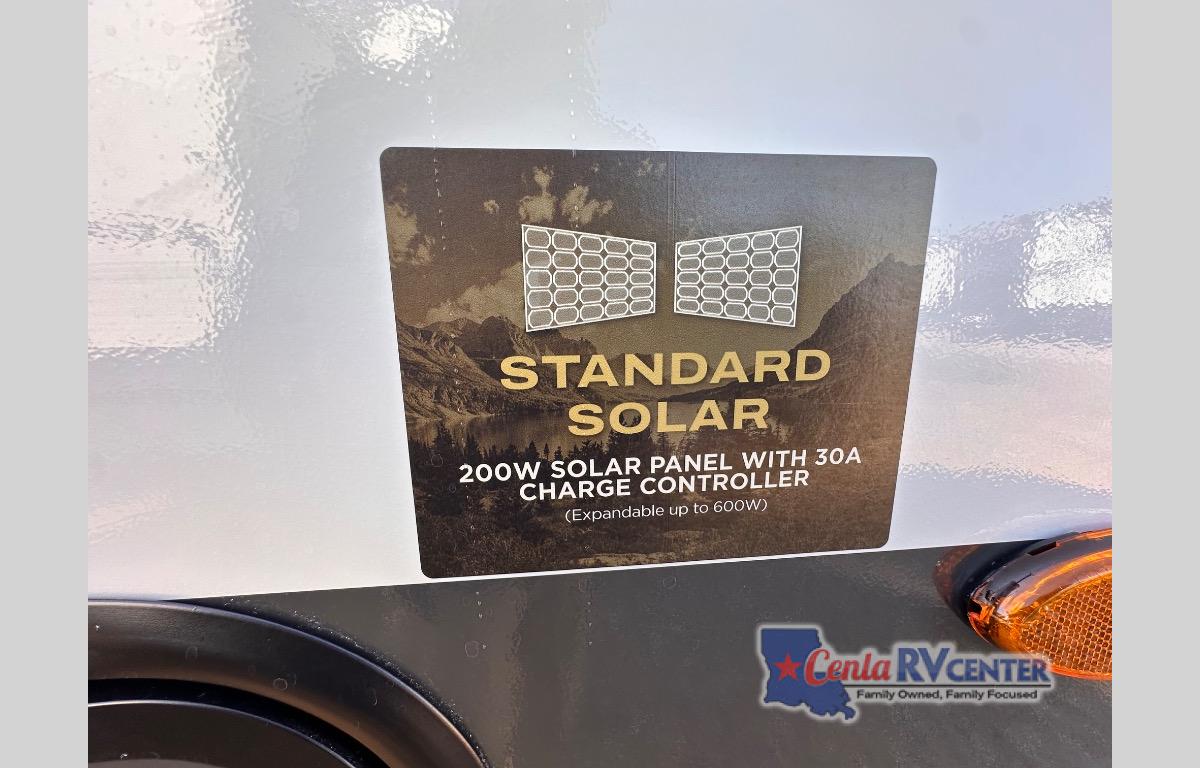 STANDARD
SOLAR
200W SOLAR PANEL WITH 30A
CHARGE CONTROLLER
(Expandable up to 600W)
Cenla RV CENTER
Family Owned, Family Focused